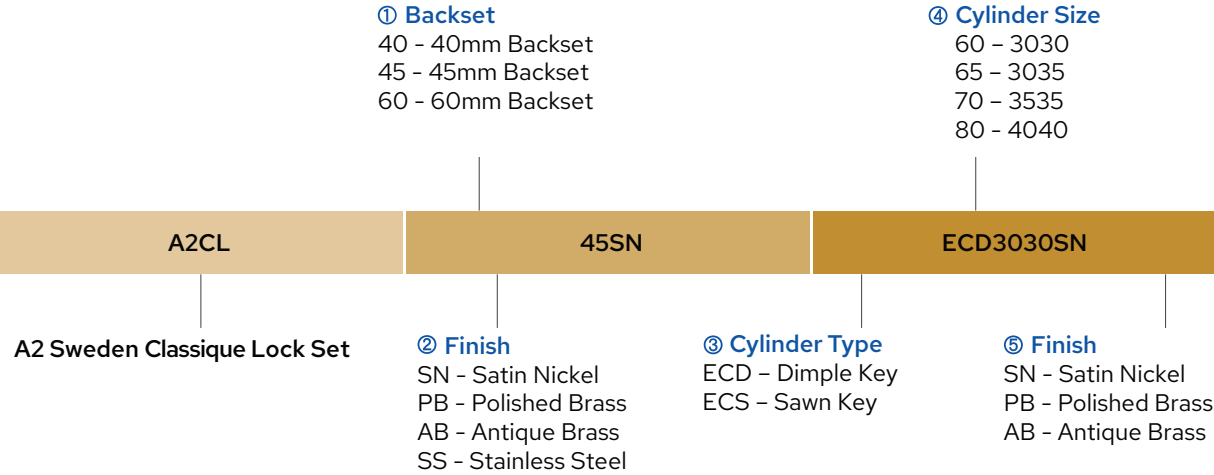 ① Backset
40 - 40mm Backset
45 - 45mm Backset
60 - 60mm Backset
④ Cylinder Size
60 – 3030
65 – 3035
70 – 3535
80 - 4040
A2CL
45SN
ECD3030SN
A2 Sweden Classique Lock Set
② Finish
SN - Satin Nickel
PB - Polished Brass
AB - Antique Brass
SS - Stainless Steel
③ Cylinder Type
ECD – Dimple Key
ECS – Sawn Key
⑤ Finish
SN - Satin Nickel
PB - Polished Brass
AB - Antique Brass